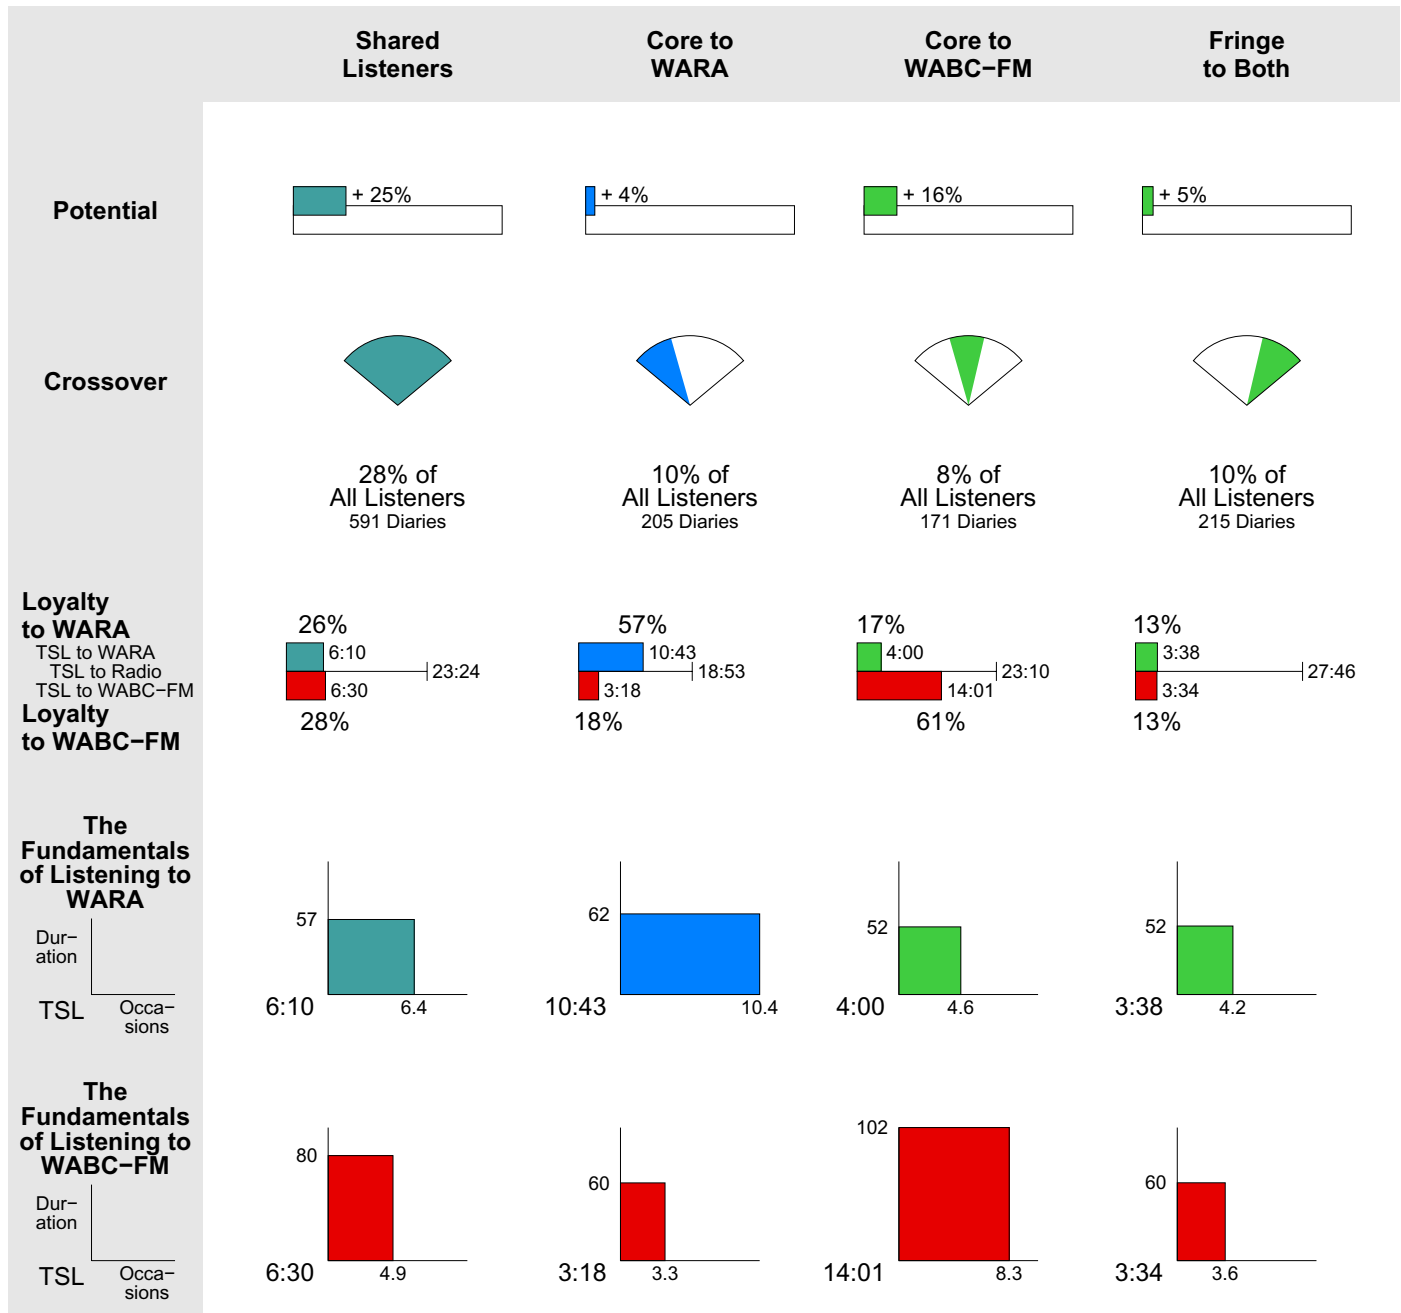 Shared
Listeners
Core to
WARA
Core to
WABC−FM
Fringe
to Both
Potential
+ 25%
+ 4%
+ 16%
+ 5%
Crossover
28% of
All Listeners
591 Diaries
10% of
All Listeners
205 Diaries
8% of
All Listeners
171 Diaries
10% of
All Listeners
215 Diaries
Loyalty
to WARA
TSL to WARA
TSL to Radio
TSL to WABC−FM
Loyalty
to WABC−FM
26%
6:10
23:24
6:30
28%
57%
10:43
18:53
3:18
18%
17%
4:00
23:10
14:01
61%
13%
3:38
27:46
3:34
13%
The
Fundamentals
of Listening to
WARA
Dur−
ation
TSL
Occa−
sions
57
6:10
6.4
62
10:43
10.4
52
4:00
4.6
52
3:38
4.2
The
Fundamentals
of Listening to
WABC−FM
Dur−
ation
TSL
Occa−
sions
80
6:30
4.9
60
3:18
3.3
102
14:01
8.3
60
3:34
3.6